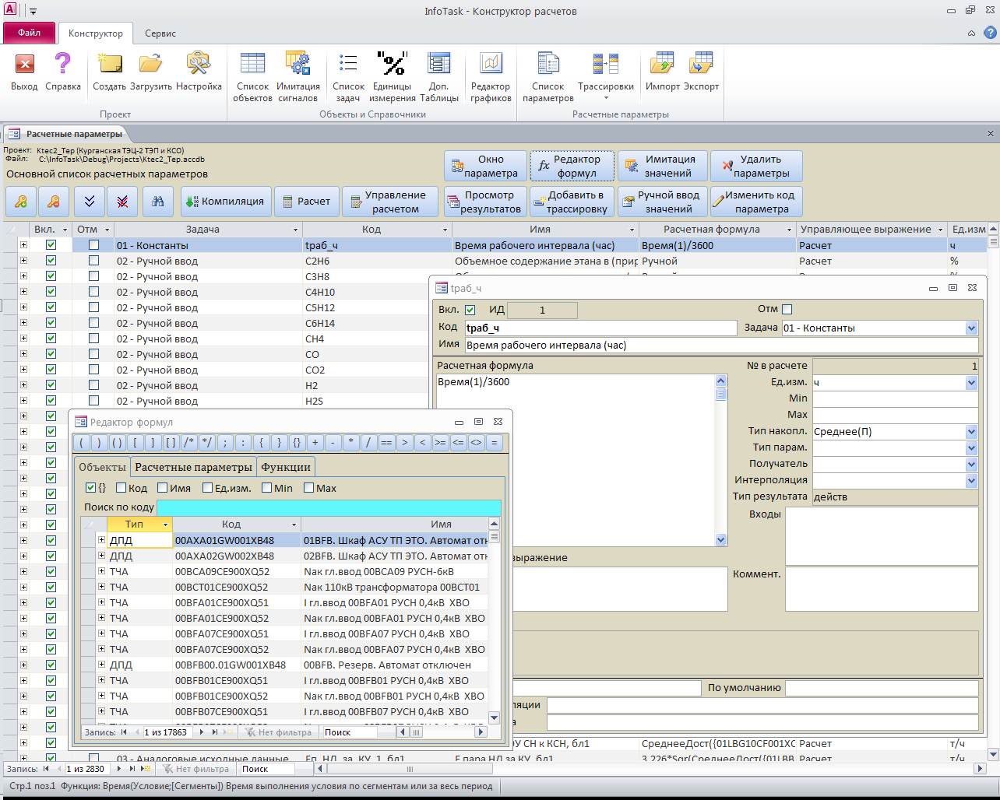 InfoTask - Конструктор расчетов
Файл Конструктор Сервис
Выход Справка Создать Загрузить Настройка Список объектов Имитация сигналов Список задач Единицы измерения Доп. Таблицы Редактор графиков Список параметров Трассировки Импорт Экспорт
Проект Объекты и Справочники Расчетные параметры
Расчетные параметры
Проект: Ktec2_Tep (Курганская ТЭЦ-2 ТЭП и КСО)
Файл: C:\InfoTask\Debug\Projects\Ktec2_Tep.accdb
Основной список расчетных параметров
Окно параметра Редактор формул Имитация значений Удалить параметры
Компиляция Расчет Управление расчетом Просмотр результатов Добавить в трассировку Ручной ввод значений Изменить код параметра
Вкл. Отм Задача Код Имя Расчетная формула Управляющее выражение Ед.изм
01 - Константы tраб_ч Время рабочего интервала (час) Время(1)/3600 Расчет ч
02 - Ручной ввод C2H6 Объемное содержание этана в (прир Ручной Расчет %
02 - Ручной ввод C3H8
02 - Ручной ввод C4H10
02 - Ручной ввод C5H12
02 - Ручной ввод C6H14
02 - Ручной ввод CH4
02 - Ручной ввод CO
02 - Ручной ввод CO2
02 - Ручной ввод H2
02 - Ручной ввод H2S
tраб_ч
Вкл. ИД 1 Отм
Код tраб_ч Задача 01 - Константы
Имя Время рабочего интервала (час)
Расчетная формула № в расчете 1
Время(1)/3600 Ед.изм. ч
Min
Max
Тип накопл. Среднее(П)
Тип парам.
Получатель
Интерполяция
Тип результата действ
Входы
выражение
Коммент.
По умолчанию
ляции
а
Редактор формул
( ) ( ) [ ] [ ] /* */ ; : { } {} + - * / == > < >= <= <> =
Объекты Расчетные параметры Функции
{} Код Имя Ед.изм. Min Max
Поиск по коду
Тип Код Имя
ДПД 00AXA01GW001XB48 01BFB. Шкаф АСУ ТП ЭТО. Автомат отк
ДПД 00AXA02GW002XB48 02BFB. Шкаф АСУ ТП ЭТО. Автомат отк
ТЧА 00BCA09CE900XQ52 Nак гл.ввод 00BCA09 РУСН-6кВ
ТЧА 00BCT01CE900XQ52 Nак 110кВ трансформатора 00BCT01
ТЧА 00BFA01CE900XQ51 I гл.ввод 00BFA01 РУСН 0,4кВ ХВО
ТЧА 00BFA01CE900XQ52 Nак гл.ввод 00BFA01 РУСН 0,4кВ ХВО
ТЧА 00BFA07CE900XQ51 I гл.ввод 00BFA07 РУСН 0,4кВ ХВО
ТЧА 00BFA07CE900XQ52 Nак гл.ввод 00BFA07 РУСН 0,4кВ ХВО
ДПД 00BFB00.01GW001XB48 00BFB. Резерв. Автомат отключен
ТЧА 00BFB01CE900XQ51 I гл.ввод 00BFB01 РУСН 0,4кВ ХВО
ТЧА 00BFB01CE900XQ52 Nак гл.ввод 00BFB01 РУСН 0,4кВ ХВО
ТЧА 00BFB07CE900XQ51 I гл.ввод 00BFB07 РУСН 0,4кВ ХВО
Запись: 1 из 17863 Нет фильтра Поиск
ОУ СН к КСН, бл1 СреднееДост({01LBG10CF001XC Расчет т/ч
03 - Аналоговые исходные данные Еп_НД_за_КУ_1_бл1 Е пара НД за КУ, бл1 3.226*Sqr(СреднееДост({01LBB Расчет т/ч
Запись: 1 из 2830 Нет фильтра Поиск
Стр.1 поз.1 Функция: Время(Условие;[Сегменты]) Время выполнения условия по сегментам или за весь период